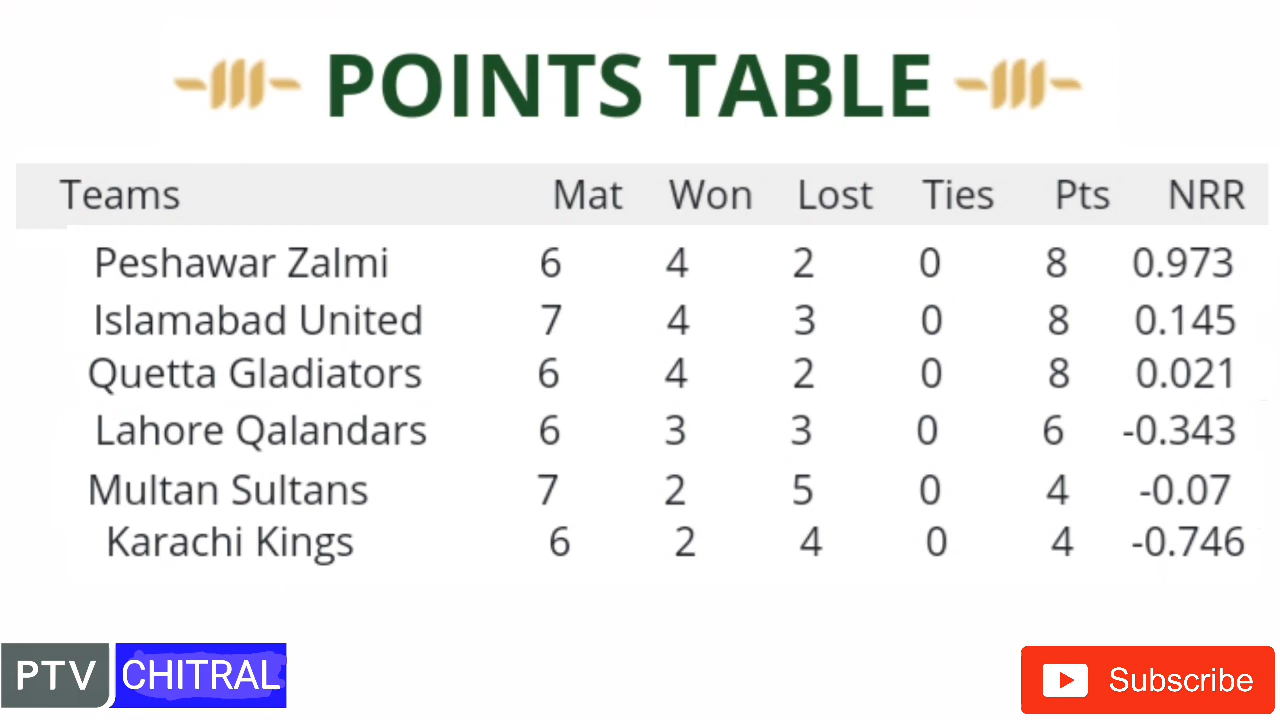 POINTS TABLE
Teams Mat Won Lost Ties Pts NRR
Peshawar Zalmi 6 4 2 0 8 0.973
Islamabad United 7 4 3 0 8 0.145
Quetta Gladiators 6 4 2 0 8 0.021
Lahore Qalandars 6 3 3 0 6 -0.343
Multan Sultans 7 2 5 0 4 -0.07
Karachi Kings 6 2 4 0 4 -0.746
PTV CHITRAL
Subscribe